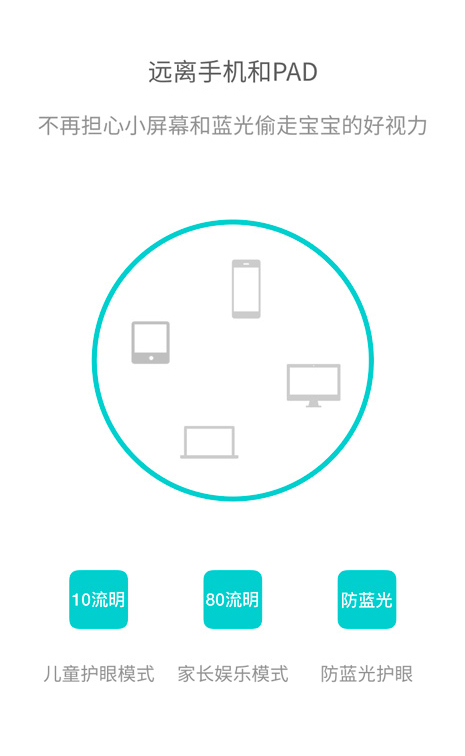 远离手机和PAD
不再担心小屏幕和蓝光偷走宝宝的好视力
10流明
80流明
防蓝光
儿童护眼模式
家长娱乐模式
防蓝光护眼